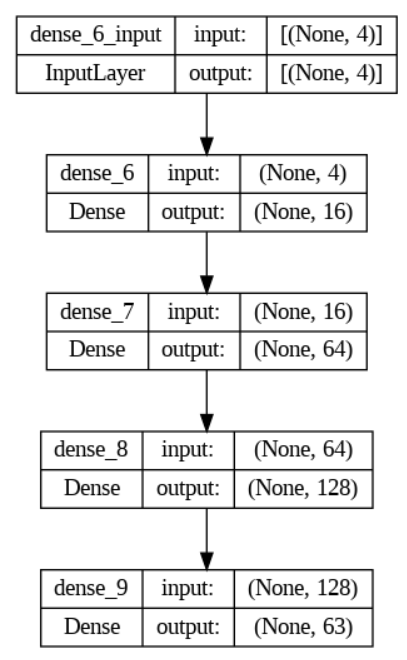 dense_6_input input: [(None, 4)]
InputLayer output: [(None, 4)]
dense_6 input: (None, 4)
Dense output: (None, 16)
dense_7 input: (None, 16)
Dense output: (None, 64)
dense_8 input: (None, 64)
Dense output: (None, 128)
dense_9 input: (None, 128)
Dense output: (None, 63)